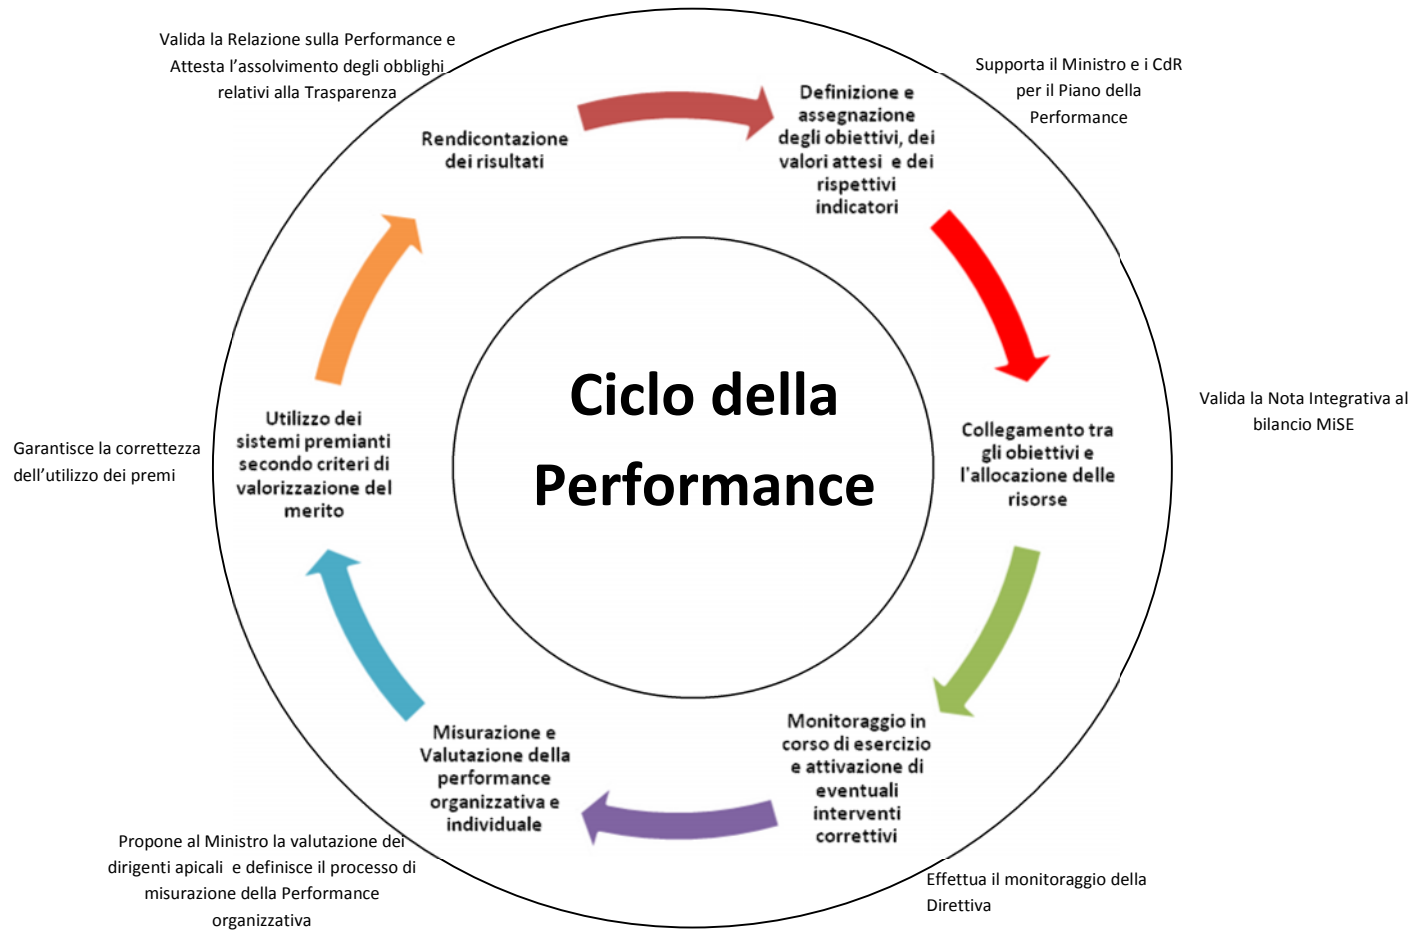 Valida la Relazione sulla Performance e
Attesta l'assolvimento degli obblighi
relativi alla Trasparenza
Supporta il Ministro e i CdR
per il Piano della
Performance
Rendicontazione
dei risultati
Definizione e
assegnazione
degli obiettivi, dei
valori attesi e dei
rispettivi
indicatori
Valida la Nota Integrativa al
bilancio MiSE
Collegamento tra
gli obiettivi e
l'allocazione delle
risorse
Ciclo della
Performance
Utilizzo dei
sistemi premianti
secondo criteri di
valorizzazione del
merito
Garantisce la correttezza
dell'utilizzo dei premi
Monitoraggio in
corso di esercizio
e attivazione di
eventuali
interventi
correttivi
Misurazione e
Valutazione della
performance
organizzativa e
individuale
Propone al Ministro la valutazione dei
dirigenti apicali e definisce il processo di
misurazione della Performance
organizzativa
Effettua il monitoraggio della
Direttiva